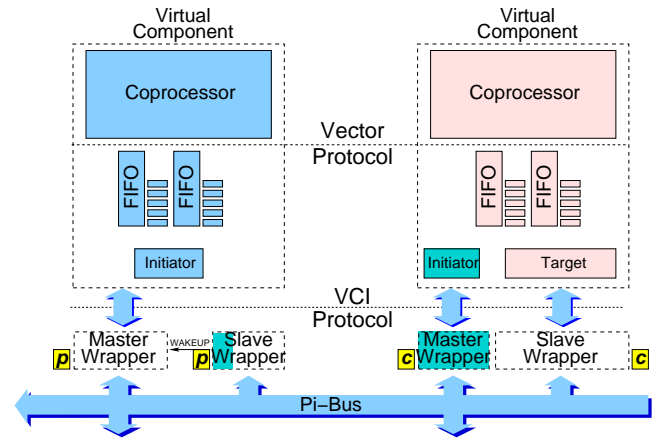 Virtual
Component
Virtual
Component
Coprocessor
Coprocessor
Vector
Protocol
FIFO
FIFO
FIFO
FIFO
Initiator
Initiator
Target
VCI
Protocol
p
Master
Wrapper
WAKEUP
p
Slave
Wrapper
c
Master
Wrapper
Slave
Wrapper
c
Pi–Bus